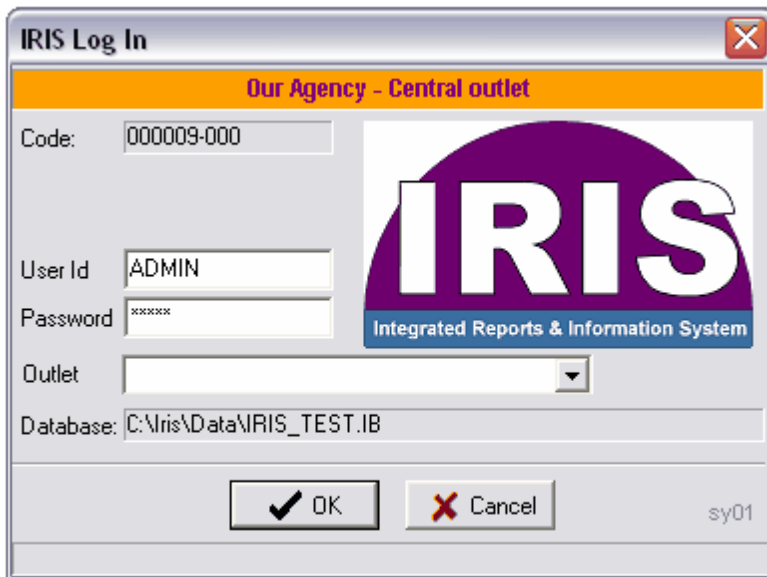 IRIS Log In
Our Agency - Central outlet
Code: 000009-000
IRIS
Integrated Reports & Information System
User Id ADMIN
Password *****
Outlet
Database: C:\Iris\Data\IRIS_TEST.IB
OK Cancel sy01